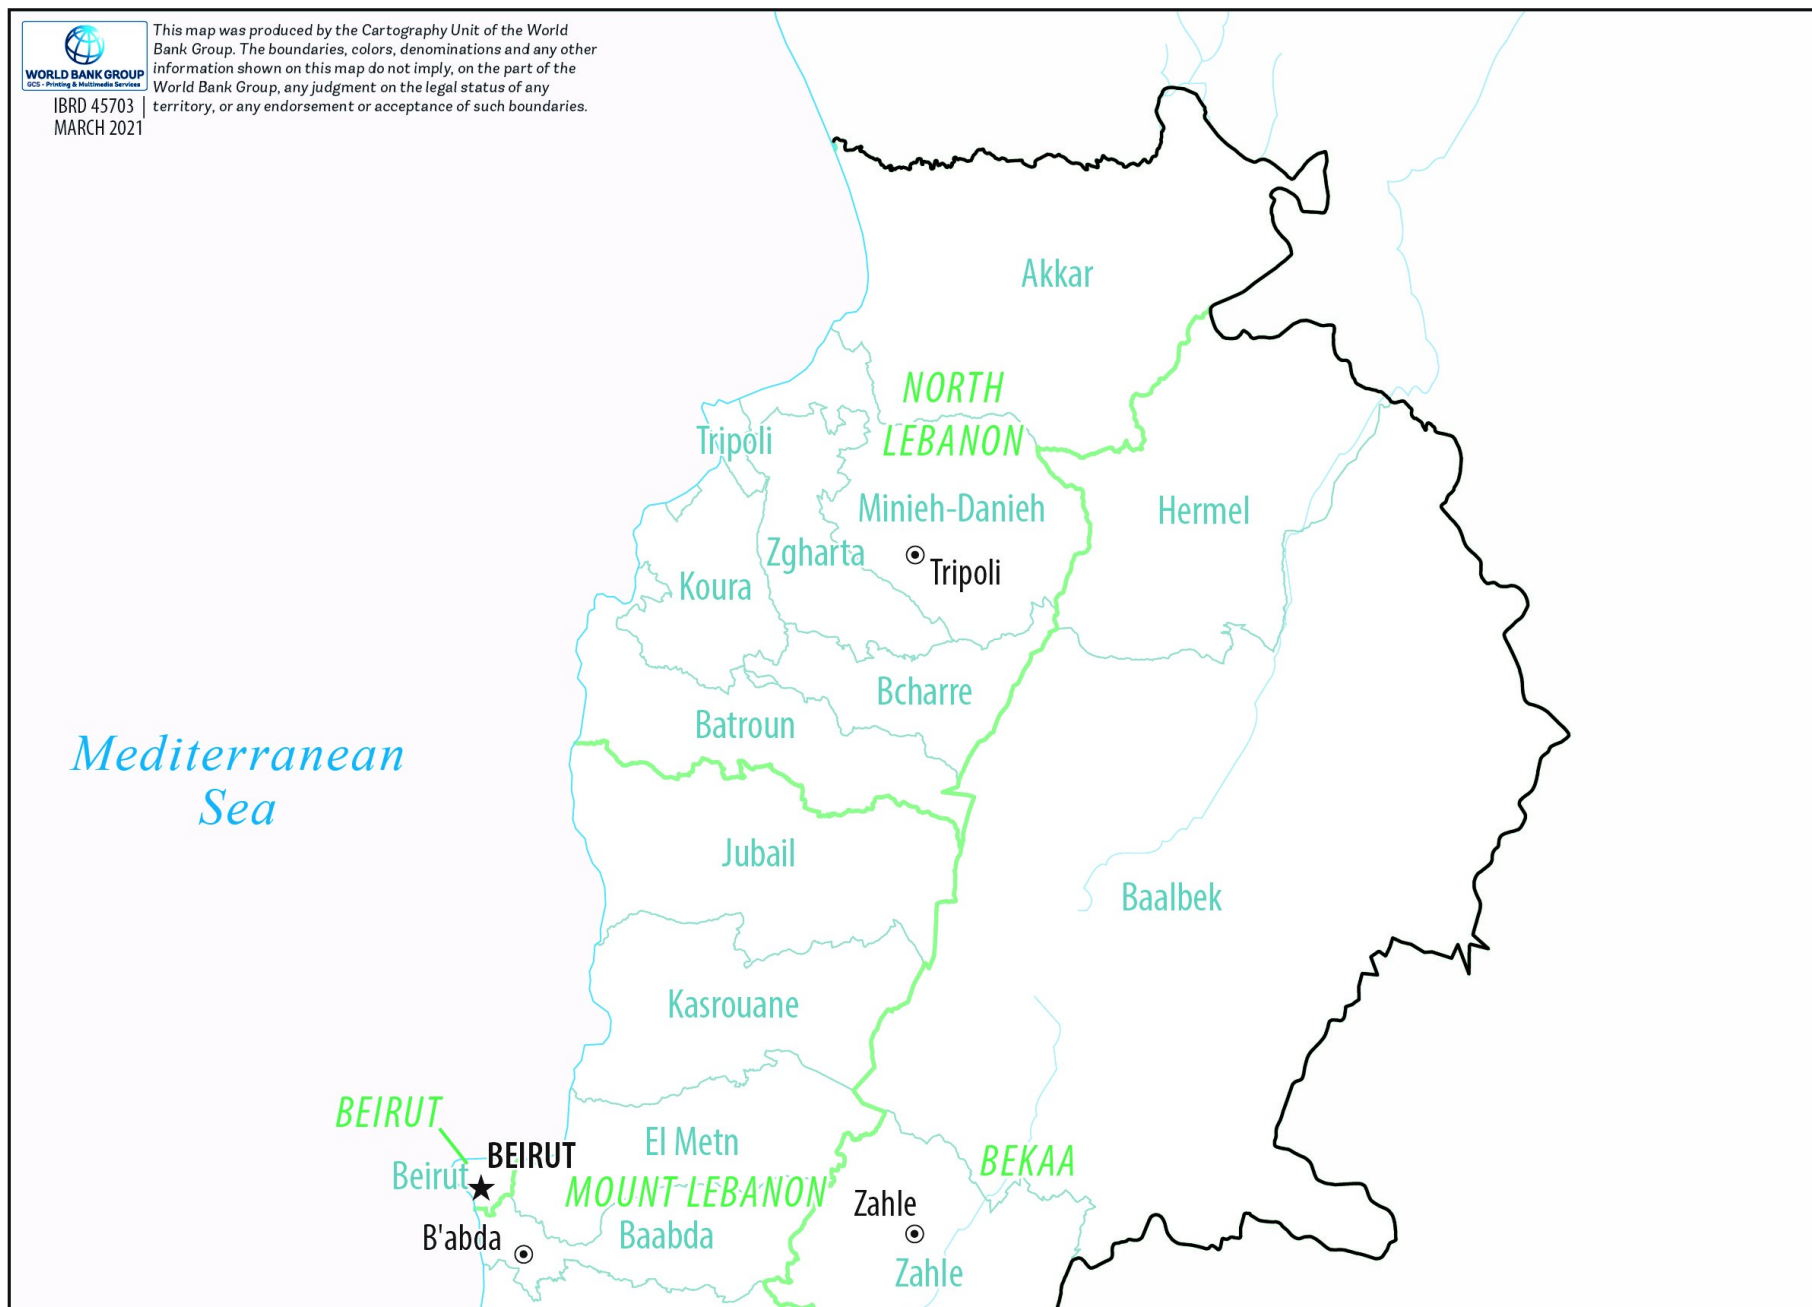 This map was produced by the Cartography Unit of the World
Bank Group. The boundaries, colors, denominations and any other
information shown on this map do not imply, on the part of the
World Bank Group, any judgment on the legal status of any
territory, or any endorsement or acceptance of such boundaries.
WORLD BANK GROUP
GCS - Printing & Multimedia Services
IBRD 45703
MARCH 2021
Akkar
NORTH
LEBANON
Tripoli
Minieh-Danieh
Hermel
Zgharta
Tripoli
Koura
Bcharre
Batroun
Mediterranean
Sea
Jubail
Baalbek
Kasrouane
BEIRUT
El Metn
BEIRUT
BEKAA
Beirut
MOUNT LEBANON
Zahle
B'abda
Baabda
Zahle